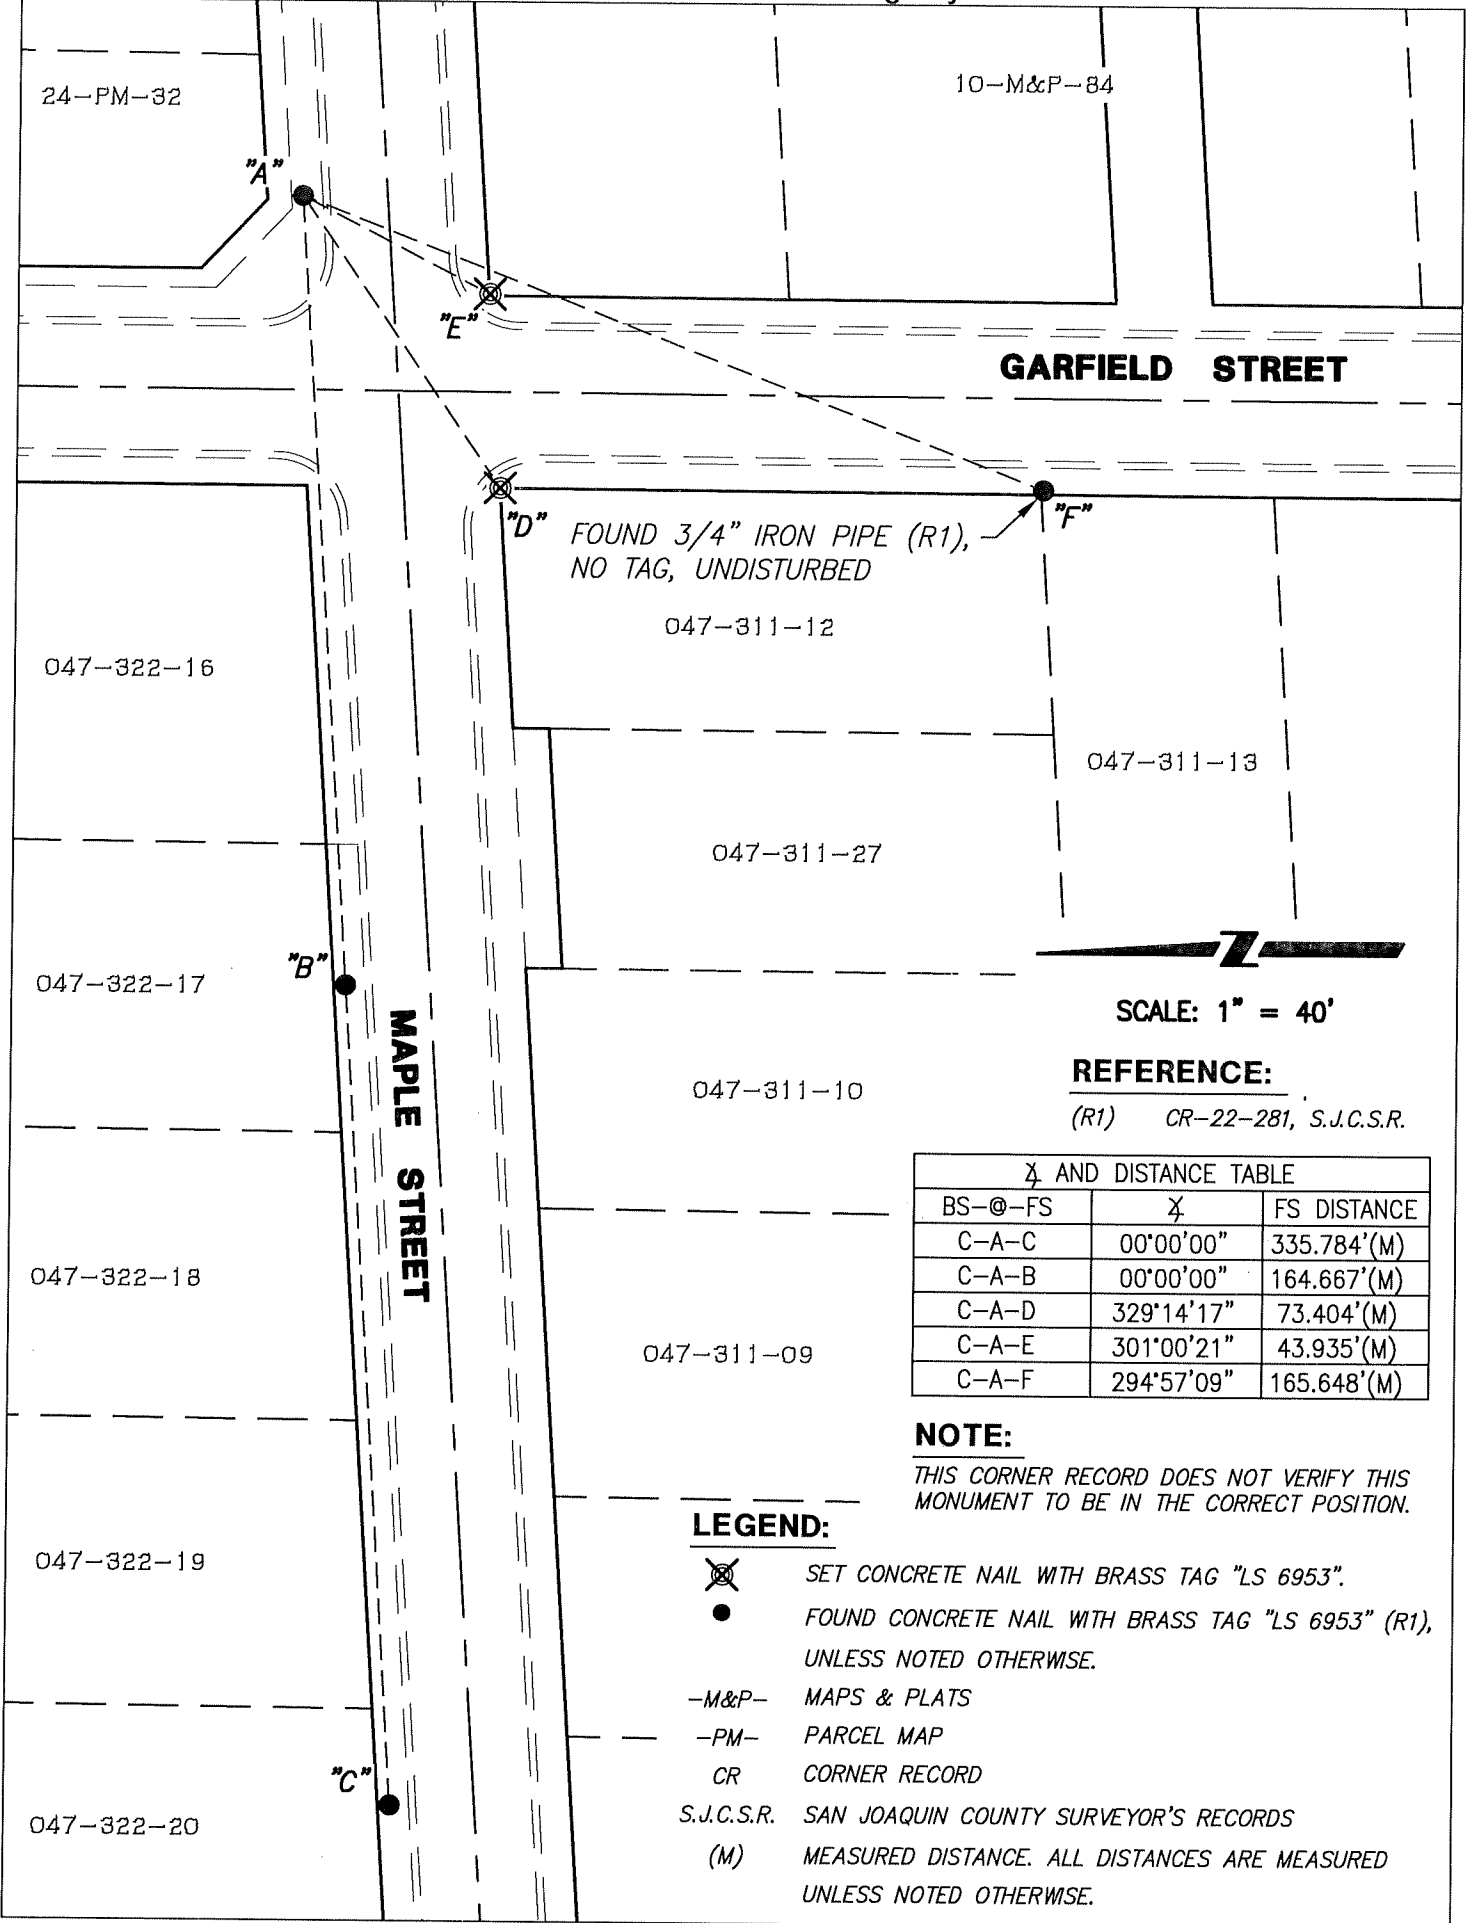 24-PM-32
10-M&P-84
"A"
"E"
GARFIELD STREET
"D"
"F"
FOUND 3/4" IRON PIPE (R1),
NO TAG, UNDISTURBED
047-311-12
047-322-16
047-311-13
047-311-27
"B"
047-322-17
Z
SCALE: 1" = 40'
MAPLE STREET
REFERENCE:
047-311-10
(R1) CR-22-281, S.J.C.S.R.
∡ AND DISTANCE TABLE
BS-@-FS ∡ FS DISTANCE
C-A-C 00°00'00" 335.784'(M)
C-A-B 00°00'00" 164.667'(M)
C-A-D 329°14'17" 73.404'(M)
C-A-E 301°00'21" 43.935'(M)
C-A-F 294°57'09" 165.648'(M)
047-322-18
047-311-09
NOTE:
THIS CORNER RECORD DOES NOT VERIFY THIS
MONUMENT TO BE IN THE CORRECT POSITION.
LEGEND:
047-322-19
SET CONCRETE NAIL WITH BRASS TAG "LS 6953".
FOUND CONCRETE NAIL WITH BRASS TAG "LS 6953" (R1),
UNLESS NOTED OTHERWISE.
-M&P- MAPS & PLATS
-PM- PARCEL MAP
CR CORNER RECORD
"C"
047-322-20
S.J.C.S.R. SAN JOAQUIN COUNTY SURVEYOR'S RECORDS
(M) MEASURED DISTANCE. ALL DISTANCES ARE MEASURED
UNLESS NOTED OTHERWISE.